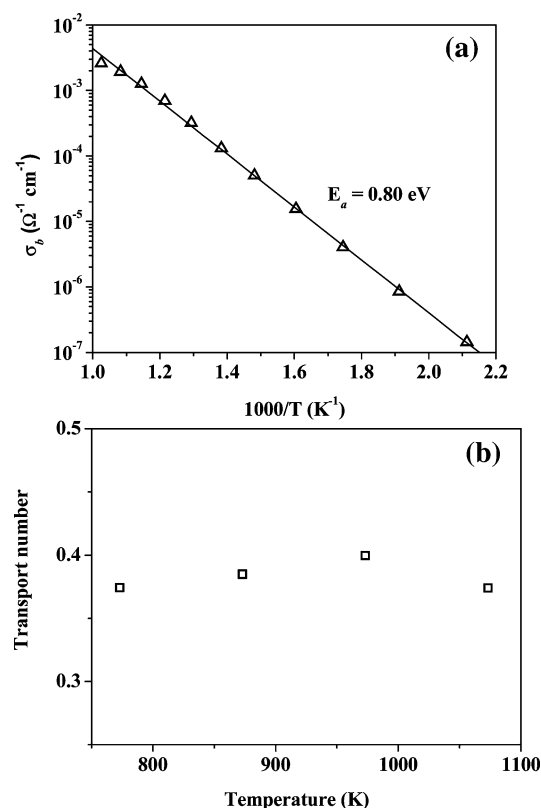 10⁻²
(a)
10⁻³
10⁻⁴
σ_b (Ω⁻¹ cm⁻¹)
E_a = 0.80 eV
10⁻⁵
10⁻⁶
10⁻⁷
1.0 1.2 1.4 1.6 1.8 2.0 2.2
1000/T (K⁻¹)
0.5
(b)
Transport number
0.4
0.3
800 900 1000 1100
Temperature (K)